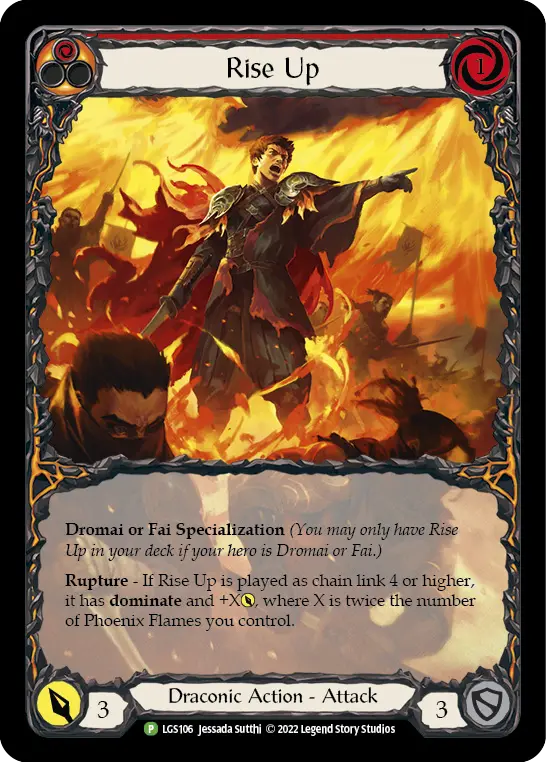 Rise Up
1
Dromai or Fai Specialization (You may only have Rise
Up in your deck if your hero is Dromai or Fai.)
Rupture - If Rise Up is played as chain link 4 or higher,
it has dominate and +X, where X is twice the number
of Phoenix Flames you control.
3
Draconic Action - Attack
3
P LGS106 Jessada Sutthi © 2022 Legend Story Studios